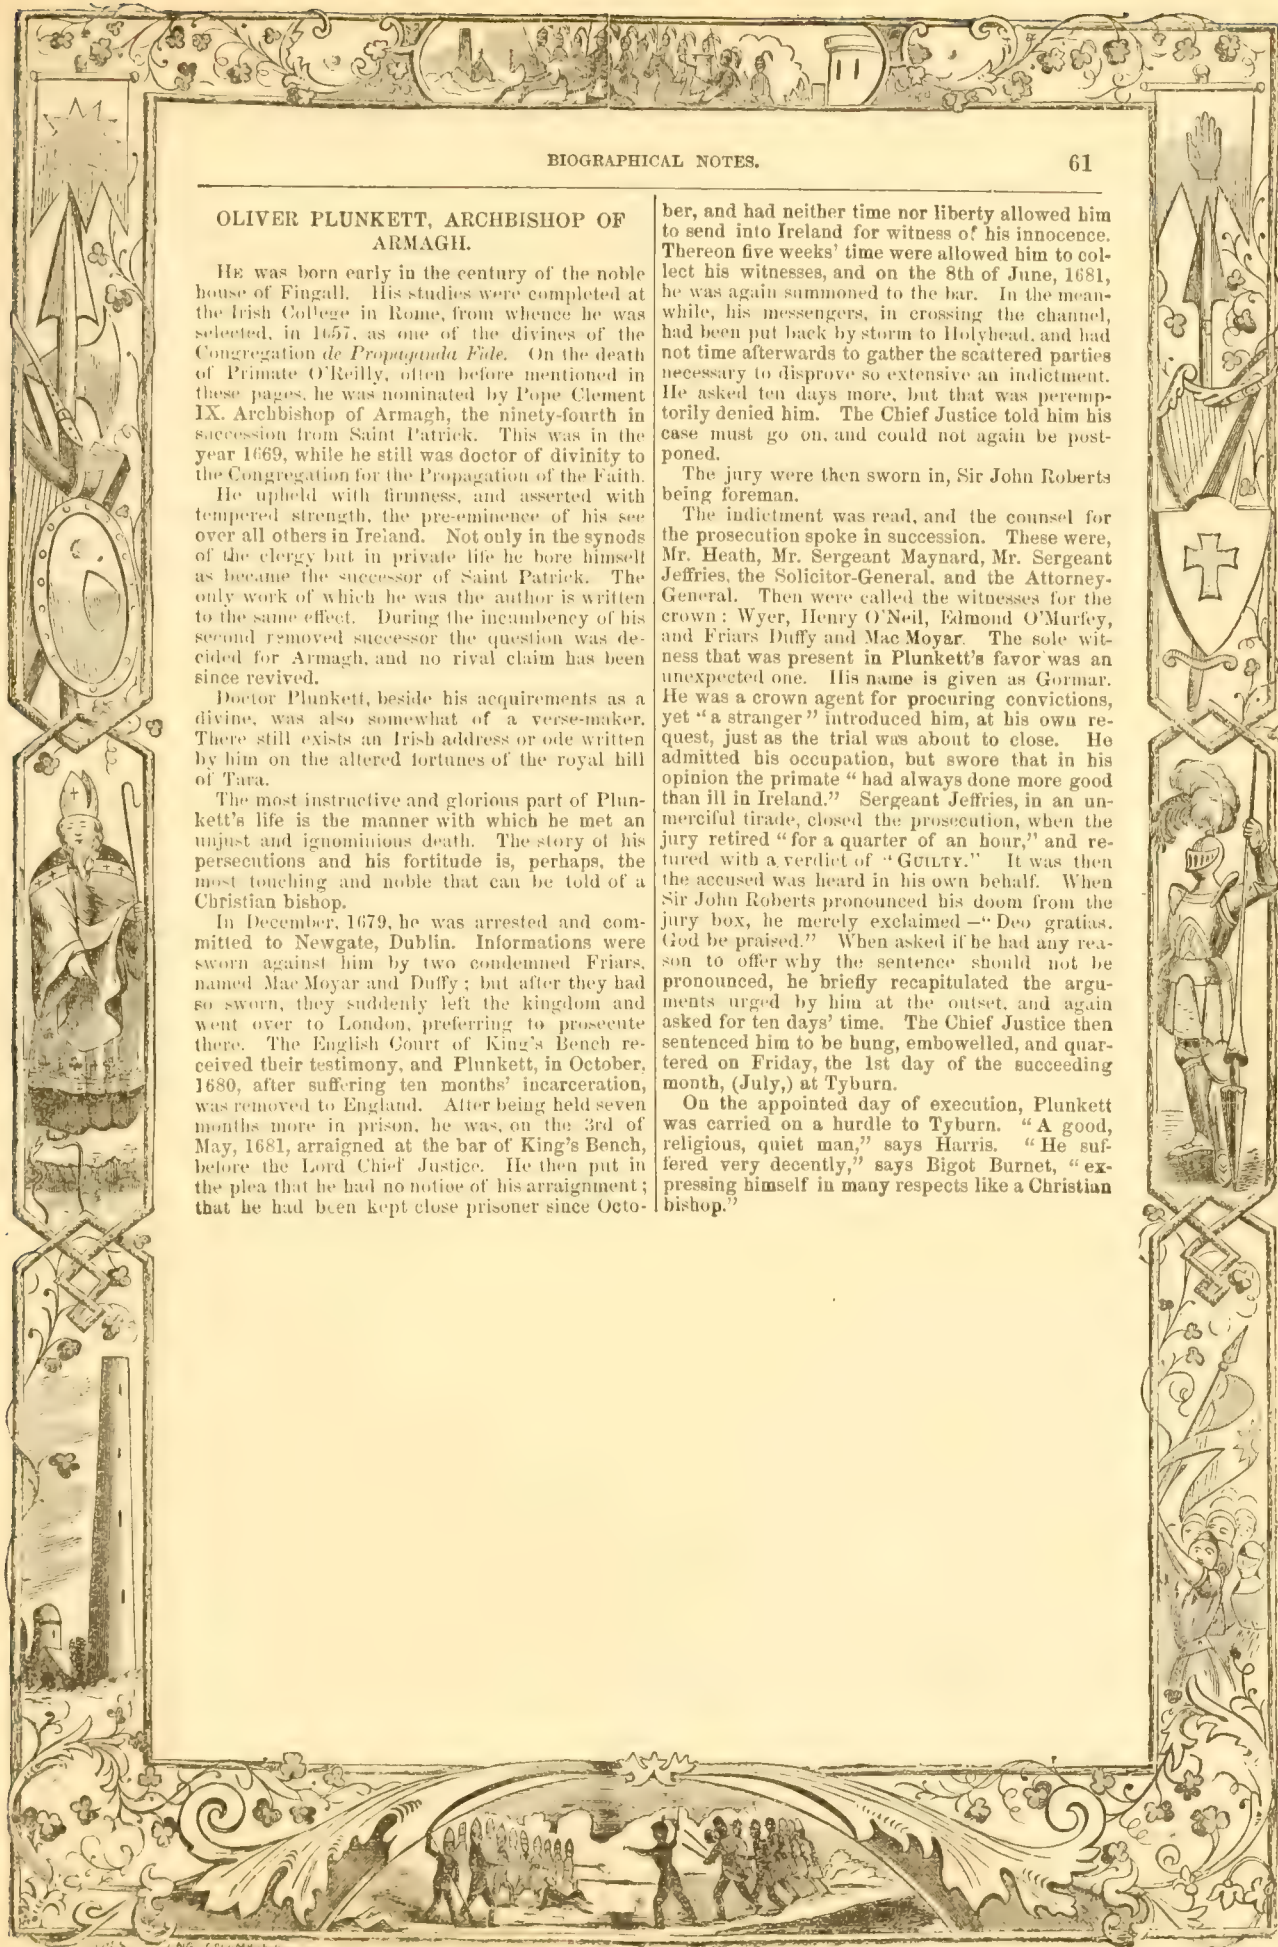 BIOGRAPHICAL NOTES. 61
OLIVER PLUNKETT, ARCHBISHOP OF
ARMAGH.
HE was born early in the century of the noble
house of Fingall. His studies were completed at
the Irish College in Rome, from whence he was
selected, in 1657, as one of the divines of the
Congregation de Propaganda Fide. On the death
of Primate O'Reilly, often before mentioned in
these pages, he was nominated by Pope Clement
IX. Archbishop of Armagh, the ninety-fourth in
succession from Saint Patrick. This was in the
year 1669, while he still was doctor of divinity to
the Congregation for the Propagation of the Faith.
He upheld with firmness, and asserted with
tempered strength, the pre-eminence of his see
over all others in Ireland. Not only in the synods
of the clergy but in private life he bore himself
as became the successor of Saint Patrick. The
only work of which he was the author is written
to the same effect. During the incumbency of his
second removed successor the question was de-
cided for Armagh, and no rival claim has been
since revived.
Doctor Plunkett, beside his acquirements as a
divine, was also somewhat of a verse-maker.
There still exists an Irish address or ode written
by him on the altered fortunes of the royal hill
of Tara.
The most instructive and glorious part of Plun-
kett's life is the manner with which he met an
unjust and ignominious death. The story of his
persecutions and his fortitude is, perhaps, the
most touching and noble that can be told of a
Christian bishop.
In December, 1679, he was arrested and com-
mitted to Newgate, Dublin. Informations were
sworn against him by two condemned Friars,
named Mac Moyar and Duffy; but after they had
so sworn, they suddenly left the kingdom and
went over to London, preferring to prosecute
there. The English Court of King's Bench re-
ceived their testimony, and Plunkett, in October,
1680, after suffering ten months' incarceration,
was removed to England. After being held seven
months more in prison, he was, on the 3rd of
May, 1681, arraigned at the bar of King's Bench,
before the Lord Chief Justice. He then put in
the plea that he had no notice of his arraignment;
that he had been kept close prisoner since Octo-
ber, and had neither time nor liberty allowed him
to send into Ireland for witness of his innocence.
Thereon five weeks' time were allowed him to col-
lect his witnesses, and on the 8th of June, 1681,
he was again summoned to the bar. In the mean-
while, his messengers, in crossing the channel,
had been put back by storm to Holyhead, and had
not time afterwards to gather the scattered parties
necessary to disprove so extensive an indictment.
He asked ten days more, but that was peremp-
torily denied him. The Chief Justice told him his
case must go on, and could not again be post-
poned.
The jury were then sworn in, Sir John Roberts
being foreman.
The indictment was read, and the counsel for
the prosecution spoke in succession. These were,
Mr. Heath, Mr. Sergeant Maynard, Mr. Sergeant
Jeffries, the Solicitor-General, and the Attorney-
General. Then were called the witnesses for the
crown: Wyer, Henry O'Neil, Edmond O'Murfey,
and Friars Duffy and Mac Moyar. The sole wit-
ness that was present in Plunkett's favor was an
unexpected one. His name is given as Gormar.
He was a crown agent for procuring convictions,
yet "a stranger" introduced him, at his own re-
quest, just as the trial was about to close. He
admitted his occupation, but swore that in his
opinion the primate "had always done more good
than ill in Ireland." Sergeant Jeffries, in an un-
merciful tirade, closed the prosecution, when the
jury retired "for a quarter of an hour," and re-
tured with a verdict of "GUILTY." It was then
the accused was heard in his own behalf. When
Sir John Roberts pronounced his doom from the
jury box, he merely exclaimed—"Deo gratias.
God be praised." When asked if he had any rea-
son to offer why the sentence should not be
pronounced, he briefly recapitulated the argu-
ments urged by him at the outset, and again
asked for ten days' time. The Chief Justice then
sentenced him to be hung, embowelled, and quar-
tered on Friday, the 1st day of the succeeding
month, (July,) at Tyburn.
On the appointed day of execution, Plunkett
was carried on a hurdle to Tyburn. "A good,
religious, quiet man," says Harris. "He suf-
fered very decently," says Bigot Burnet, "ex-
pressing himself in many respects like a Christian
bishop."